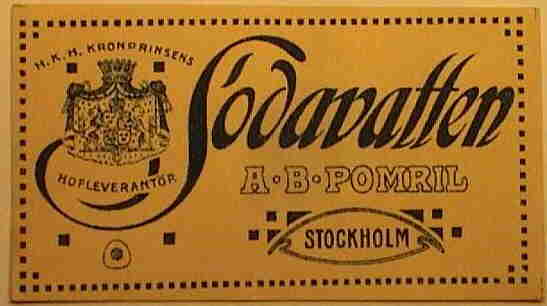 H.K.H. KRONPRINSENS
HOFLEVERANTÖR
Sodavatten
A·B·POMRIL
STOCKHOLM